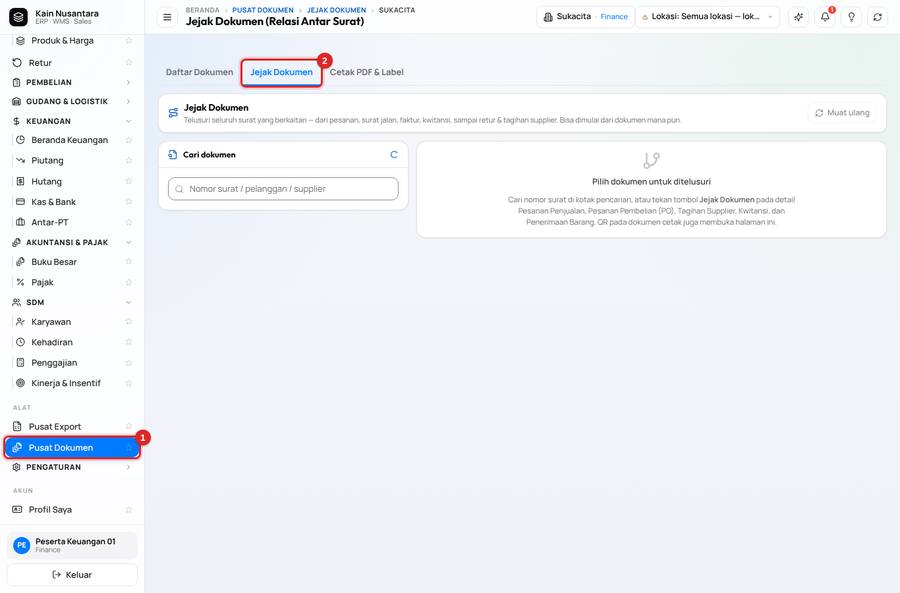 Kain Nusantara
ERP · WMS · Sales
Produk & Harga
Retur
PEMBELIAN
GUDANG & LOGISTIK
KEUANGAN
Beranda Keuangan
Piutang
Hutang
Kas & Bank
Antar-PT
AKUNTANSI & PAJAK
Buku Besar
Pajak
SDM
Karyawan
Kehadiran
Penggajian
Kinerja & Insentif
ALAT
Pusat Export
Pusat Dokumen
1
PENGATURAN
AKUN
Profil Saya
PE
Peserta Keuangan 01
Finance
Keluar
BERANDA › PUSAT DOKUMEN › JEJAK DOKUMEN › SUKACITA
Jejak Dokumen (Relasi Antar Surat)
Sukacita · Finance
Lokasi: Semua lokasi — lok...
1
Daftar Dokumen
Jejak Dokumen
2
Cetak PDF & Label
Jejak Dokumen
Telusuri seluruh surat yang berkaitan — dari pesanan, surat jalan, faktur, kwitansi, sampai retur & tagihan supplier. Bisa dimulai dari dokumen mana pun.
Muat ulang
Cari dokumen
Nomor surat / pelanggan / supplier
Pilih dokumen untuk ditelusuri
Cari nomor surat di kotak pencarian, atau tekan tombol Jejak Dokumen pada detail
Pesanan Penjualan, Pesanan Pembelian (PO), Tagihan Supplier, Kwitansi, dan
Penerimaan Barang. QR pada dokumen cetak juga membuka halaman ini.